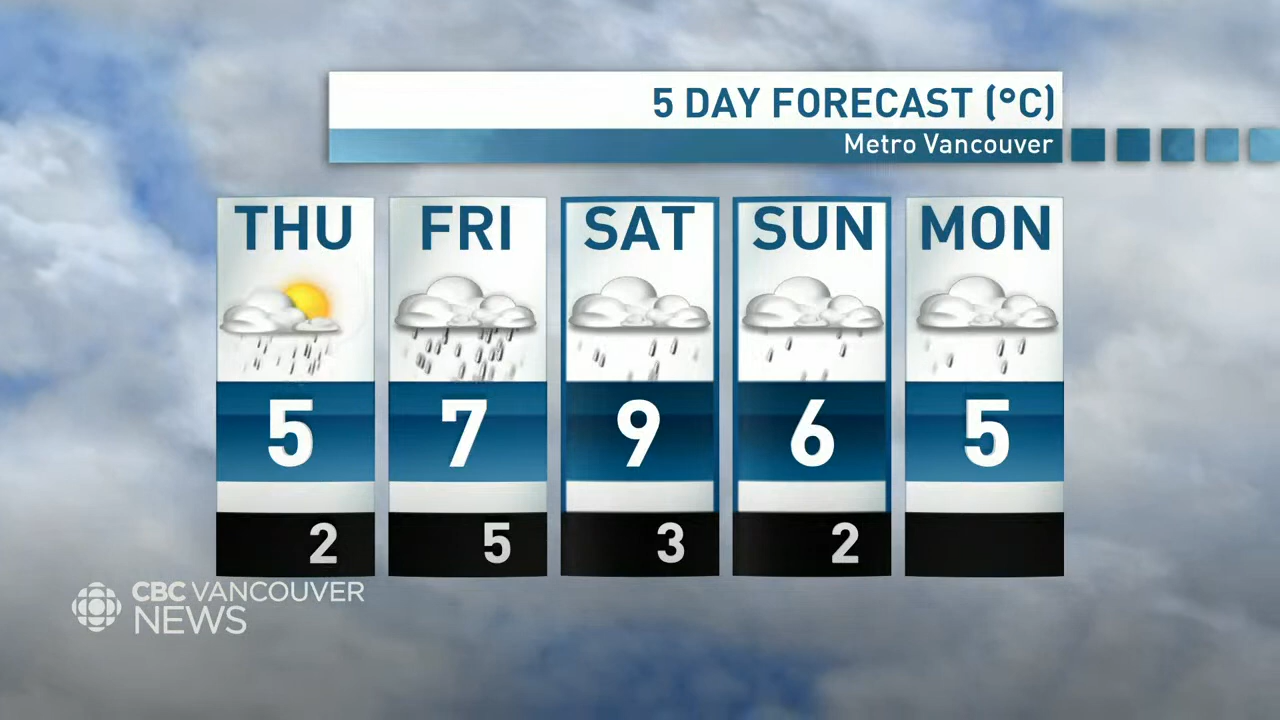 5 DAY FORECAST (°C)
Metro Vancouver
THU FRI SAT SUN MON
5 7 9 6 5
2 5 3 2
CBC VANCOUVER
NEWS